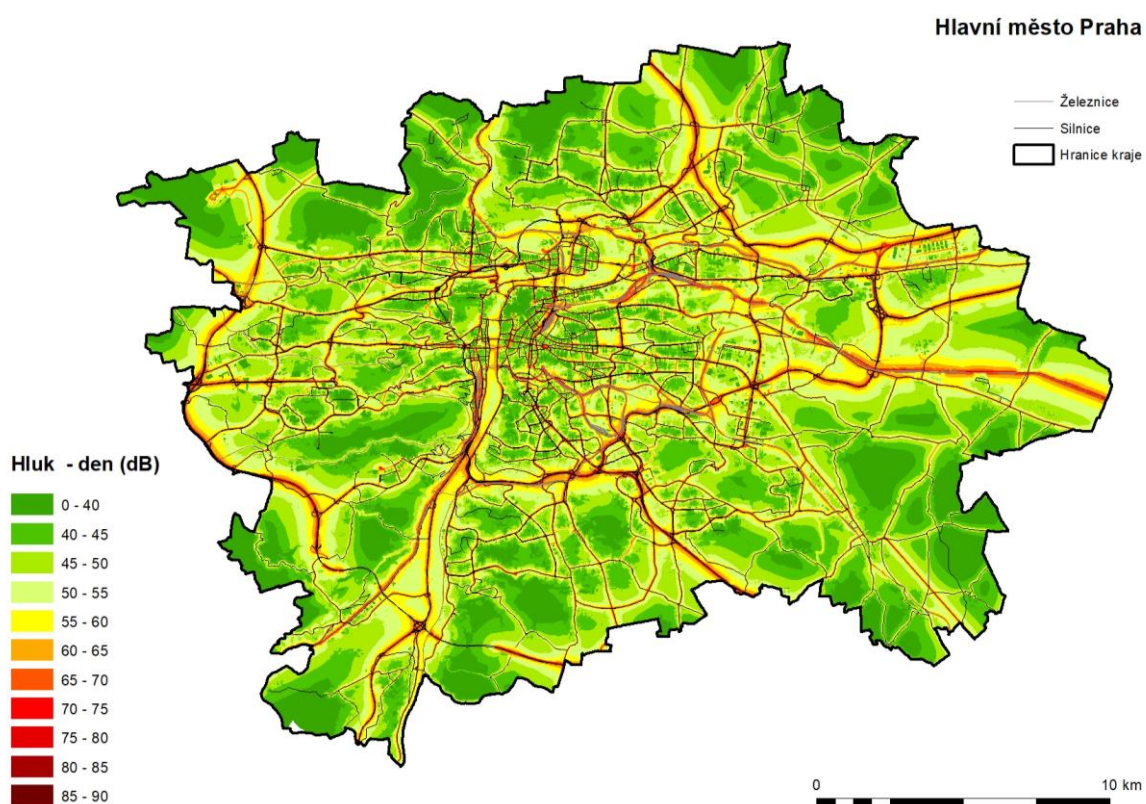 Hlavní město Praha
Železnice
Silnice
Hranice kraje
Hluk - den (dB)
0 - 40
40 - 45
45 - 50
50 - 55
55 - 60
60 - 65
65 - 70
70 - 75
75 - 80
80 - 85
85 - 90
0 10 km